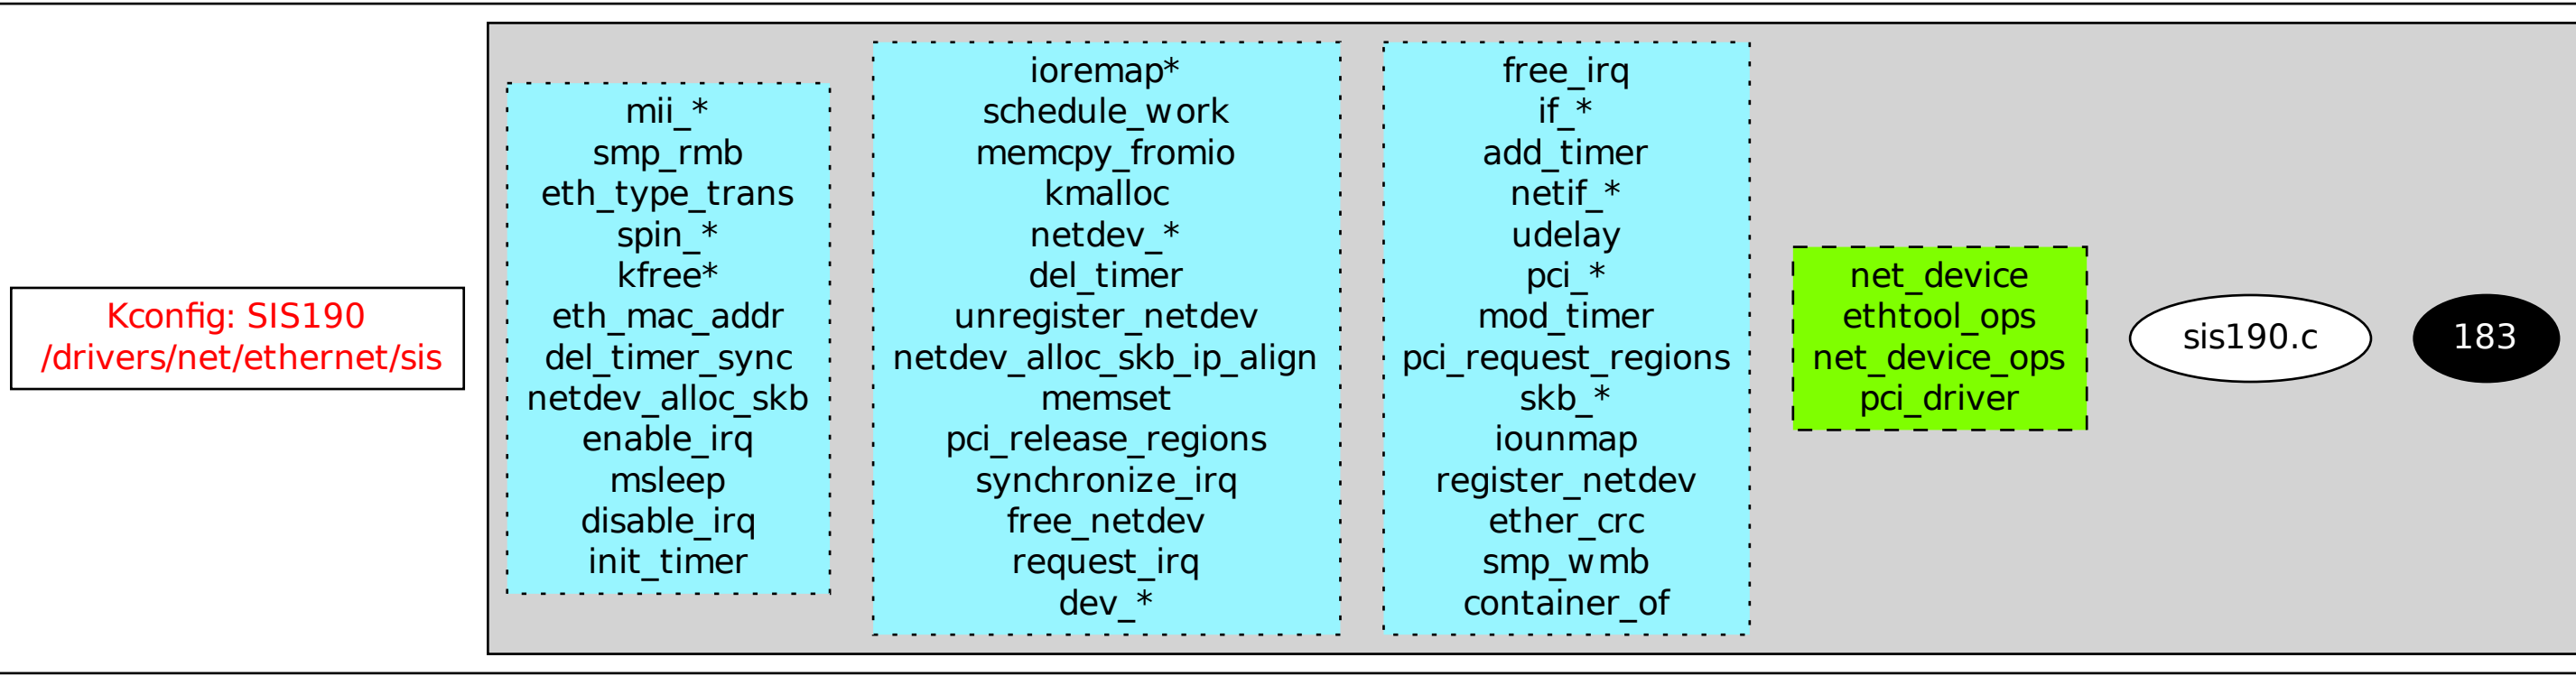 Kconfig: SIS190
/drivers/net/ethernet/sis
mii_*
smp_rmb
eth_type_trans
spin_*
kfree*
eth_mac_addr
del_timer_sync
netdev_alloc_skb
enable_irq
msleep
disable_irq
init_timer
ioremap*
schedule_work
memcpy_fromio
kmalloc
netdev_*
del_timer
unregister_netdev
netdev_alloc_skb_ip_align
memset
pci_release_regions
synchronize_irq
free_netdev
request_irq
dev_*
free_irq
if_*
add_timer
netif_*
udelay
pci_*
mod_timer
pci_request_regions
skb_*
iounmap
register_netdev
ether_crc
smp_wmb
container_of
net_device
ethtool_ops
net_device_ops
pci_driver
sis190.c
183